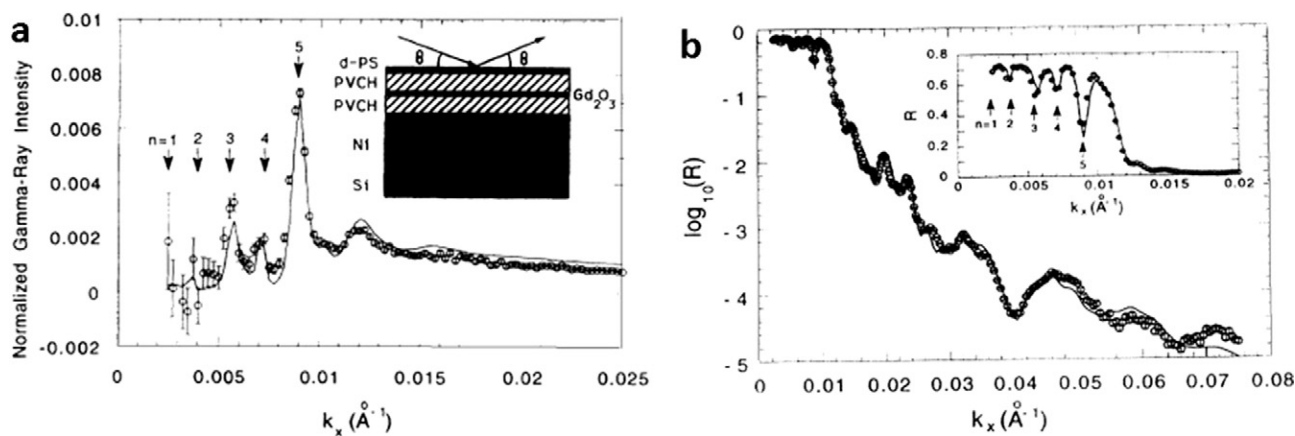 a
0.01
0.008
0.006
0.004
0.002
0
-0.002
Normalized Gamma-Ray Intensity
n=1 2 3 4 5
θ θ
d-PS
PVCH
PVCH
Gd2O3
Ni
Si
0 0.005 0.01 0.015 0.02 0.025
kx (Å-1)
b
0
-1
-2
-3
-4
-5
log10(R)
0.8
0.6
0.4
0.2
0
R
n=1 2 3 4 5
0 0.005 0.01 0.02
kx (Å-1)
0 0.01 0.02 0.03 0.04 0.05 0.06 0.07 0.08
kx (Å-1)